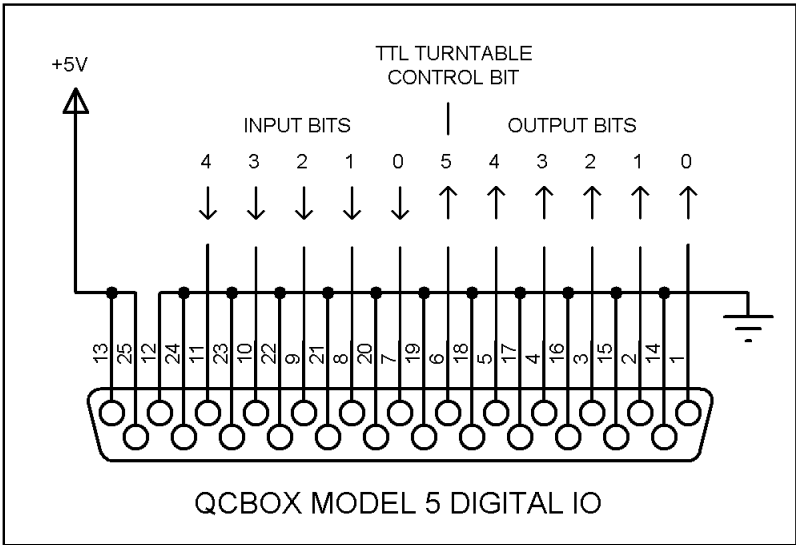 TTL TURNTABLE
CONTROL BIT
+5V
INPUT BITS OUTPUT BITS
4 3 2 1 0 5 4 3 2 1 0
13 25 12 24 11 23 10 22 9 21 8 20 7 19 6 18 5 17 4 16 3 15 2 14 1
QCBOX MODEL 5 DIGITAL IO